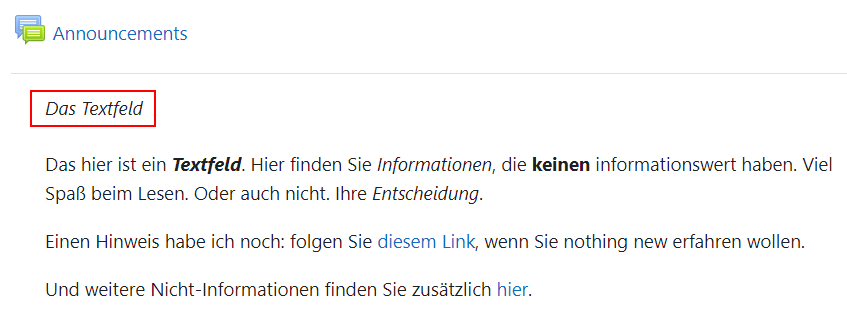 Announcements
Das Textfeld
Das hier ist ein Textfeld. Hier finden Sie Informationen, die keinen informationswert haben. Viel
Spaß beim Lesen. Oder auch nicht. Ihre Entscheidung.
Einen Hinweis habe ich noch: folgen Sie diesem Link, wenn Sie nothing new erfahren wollen.
Und weitere Nicht-Informationen finden Sie zusätzlich hier.